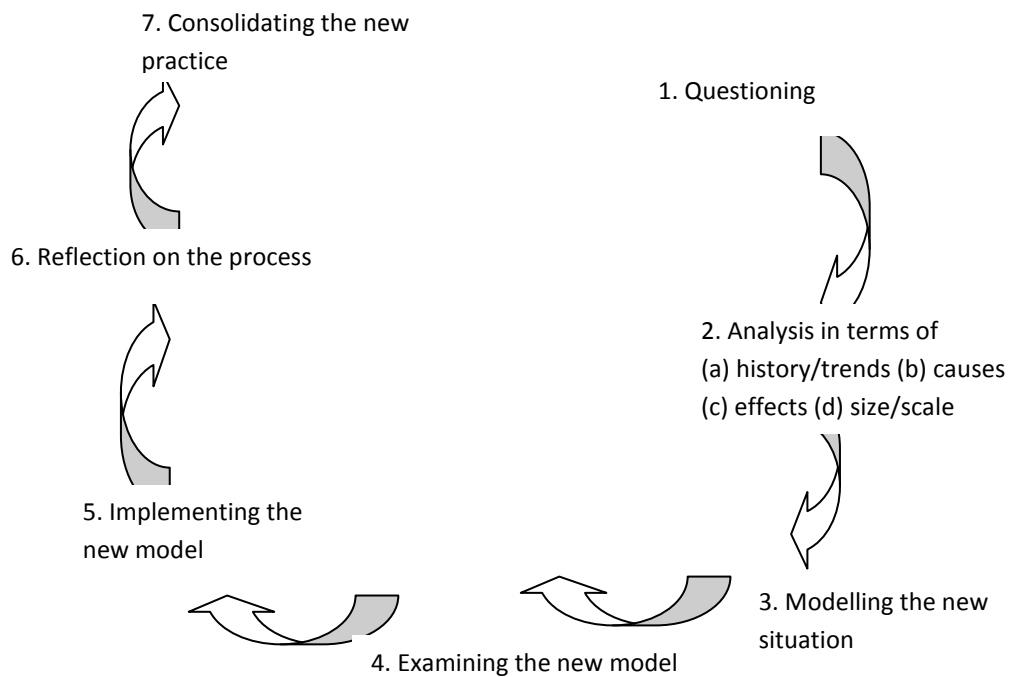 7. Consolidating the new
practice
1. Questioning
6. Reflection on the process
2. Analysis in terms of
(a) history/trends (b) causes
(c) effects (d) size/scale
5. Implementing the
new model
3. Modelling the new
situation
4. Examining the new model